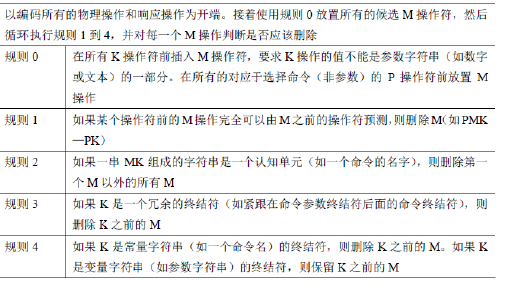 以编码所有的物理操作和响应操作为开端。接着使用规则 0 放置所有的候选 M 操作符，然后
循环执行规则 1 到 4，并对每一个 M 操作判断是否应该删除
规则 0 在所有 K 操作符前插入 M 操作符，要求 K 操作的值不能是参数字符串（如数字
或文本）的一部分。在所有的对应于选择命令（非参数）的 P 操作符前放置 M
操作
规则 1 如果某个操作符前的 M 操作完全可以由 M 之前的操作符预测，则删除 M（如 PMK
—PK）
规则 2 如果一串 MK 组成的字符串是一个认知单元（如一个命令的名字），则删除第一
个 M 以外的所有 M
规则 3 如果 K 是一个冗余的终结符（如紧跟在命令参数终结符后面的命令终结符），则
删除 K 之前的 M
规则 4 如果 K 是常量字符串（如一个命令名）的终结符，则删除 K 之前的 M。如果 K
是变量字符串（如参数字符串）的终结符，则保留 K 之前的 M